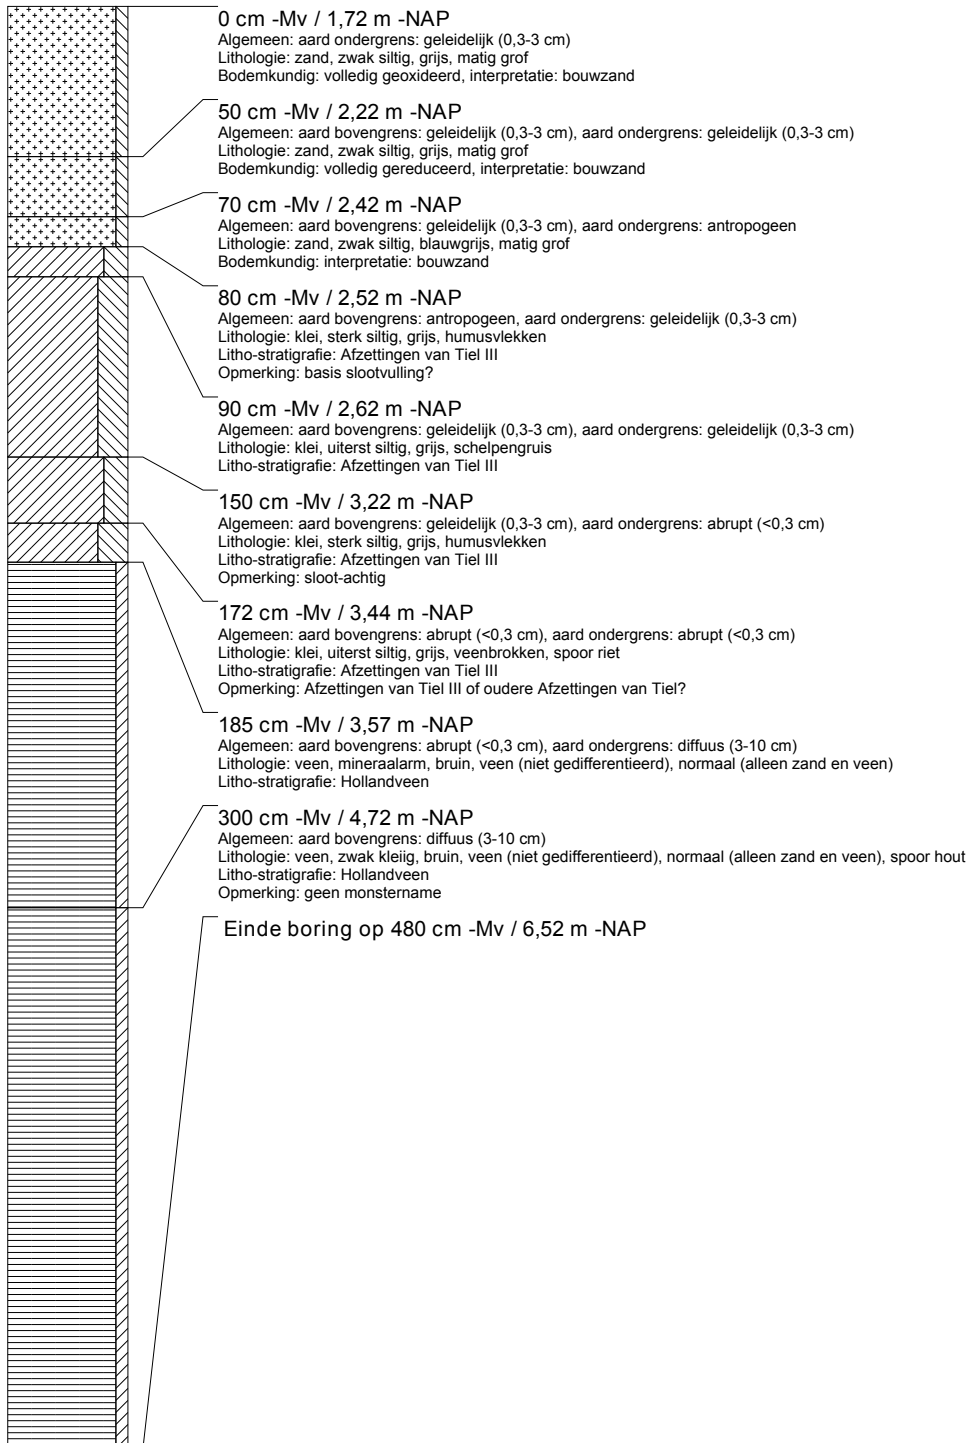 0 cm -Mv / 1,72 m -NAP
Algemeen: aard ondergrens: geleidelijk (0,3-3 cm)
Lithologie: zand, zwak siltig, grijs, matig grof
Bodemkundig: volledig geoxideerd, interpretatie: bouwzand
50 cm -Mv / 2,22 m -NAP
Algemeen: aard bovengrens: geleidelijk (0,3-3 cm), aard ondergrens: geleidelijk (0,3-3 cm)
Lithologie: zand, zwak siltig, grijs, matig grof
Bodemkundig: volledig gereduceerd, interpretatie: bouwzand
70 cm -Mv / 2,42 m -NAP
Algemeen: aard bovengrens: geleidelijk (0,3-3 cm), aard ondergrens: antropogeen
Lithologie: zand, zwak siltig, blauwgrijs, matig grof
Bodemkundig: interpretatie: bouwzand
80 cm -Mv / 2,52 m -NAP
Algemeen: aard bovengrens: antropogeen, aard ondergrens: geleidelijk (0,3-3 cm)
Lithologie: klei, sterk siltig, grijs, humusvlekken
Litho-stratigrafie: Afzettingen van Tiel III
Opmerking: basis slootvulling?
90 cm -Mv / 2,62 m -NAP
Algemeen: aard bovengrens: geleidelijk (0,3-3 cm), aard ondergrens: geleidelijk (0,3-3 cm)
Lithologie: klei, uiterst siltig, grijs, schelpengruis
Litho-stratigrafie: Afzettingen van Tiel III
150 cm -Mv / 3,22 m -NAP
Algemeen: aard bovengrens: geleidelijk (0,3-3 cm), aard ondergrens: abrupt (<0,3 cm)
Lithologie: klei, sterk siltig, grijs, humusvlekken
Litho-stratigrafie: Afzettingen van Tiel III
Opmerking: sloot-achtig
172 cm -Mv / 3,44 m -NAP
Algemeen: aard bovengrens: abrupt (<0,3 cm), aard ondergrens: abrupt (<0,3 cm)
Lithologie: klei, uiterst siltig, grijs, veenbrokken, spoor riet
Litho-stratigrafie: Afzettingen van Tiel III
Opmerking: Afzettingen van Tiel III of oudere Afzettingen van Tiel?
185 cm -Mv / 3,57 m -NAP
Algemeen: aard bovengrens: abrupt (<0,3 cm), aard ondergrens: diffuus (3-10 cm)
Lithologie: veen, mineraalarm, bruin, veen (niet gedifferentieerd), normaal (alleen zand en veen)
Litho-stratigrafie: Hollandveen
300 cm -Mv / 4,72 m -NAP
Algemeen: aard bovengrens: diffuus (3-10 cm)
Lithologie: veen, zwak kleiig, bruin, veen (niet gedifferentieerd), normaal (alleen zand en veen), spoor hout
Litho-stratigrafie: Hollandveen
Opmerking: geen monstername
Einde boring op 480 cm -Mv / 6,52 m -NAP